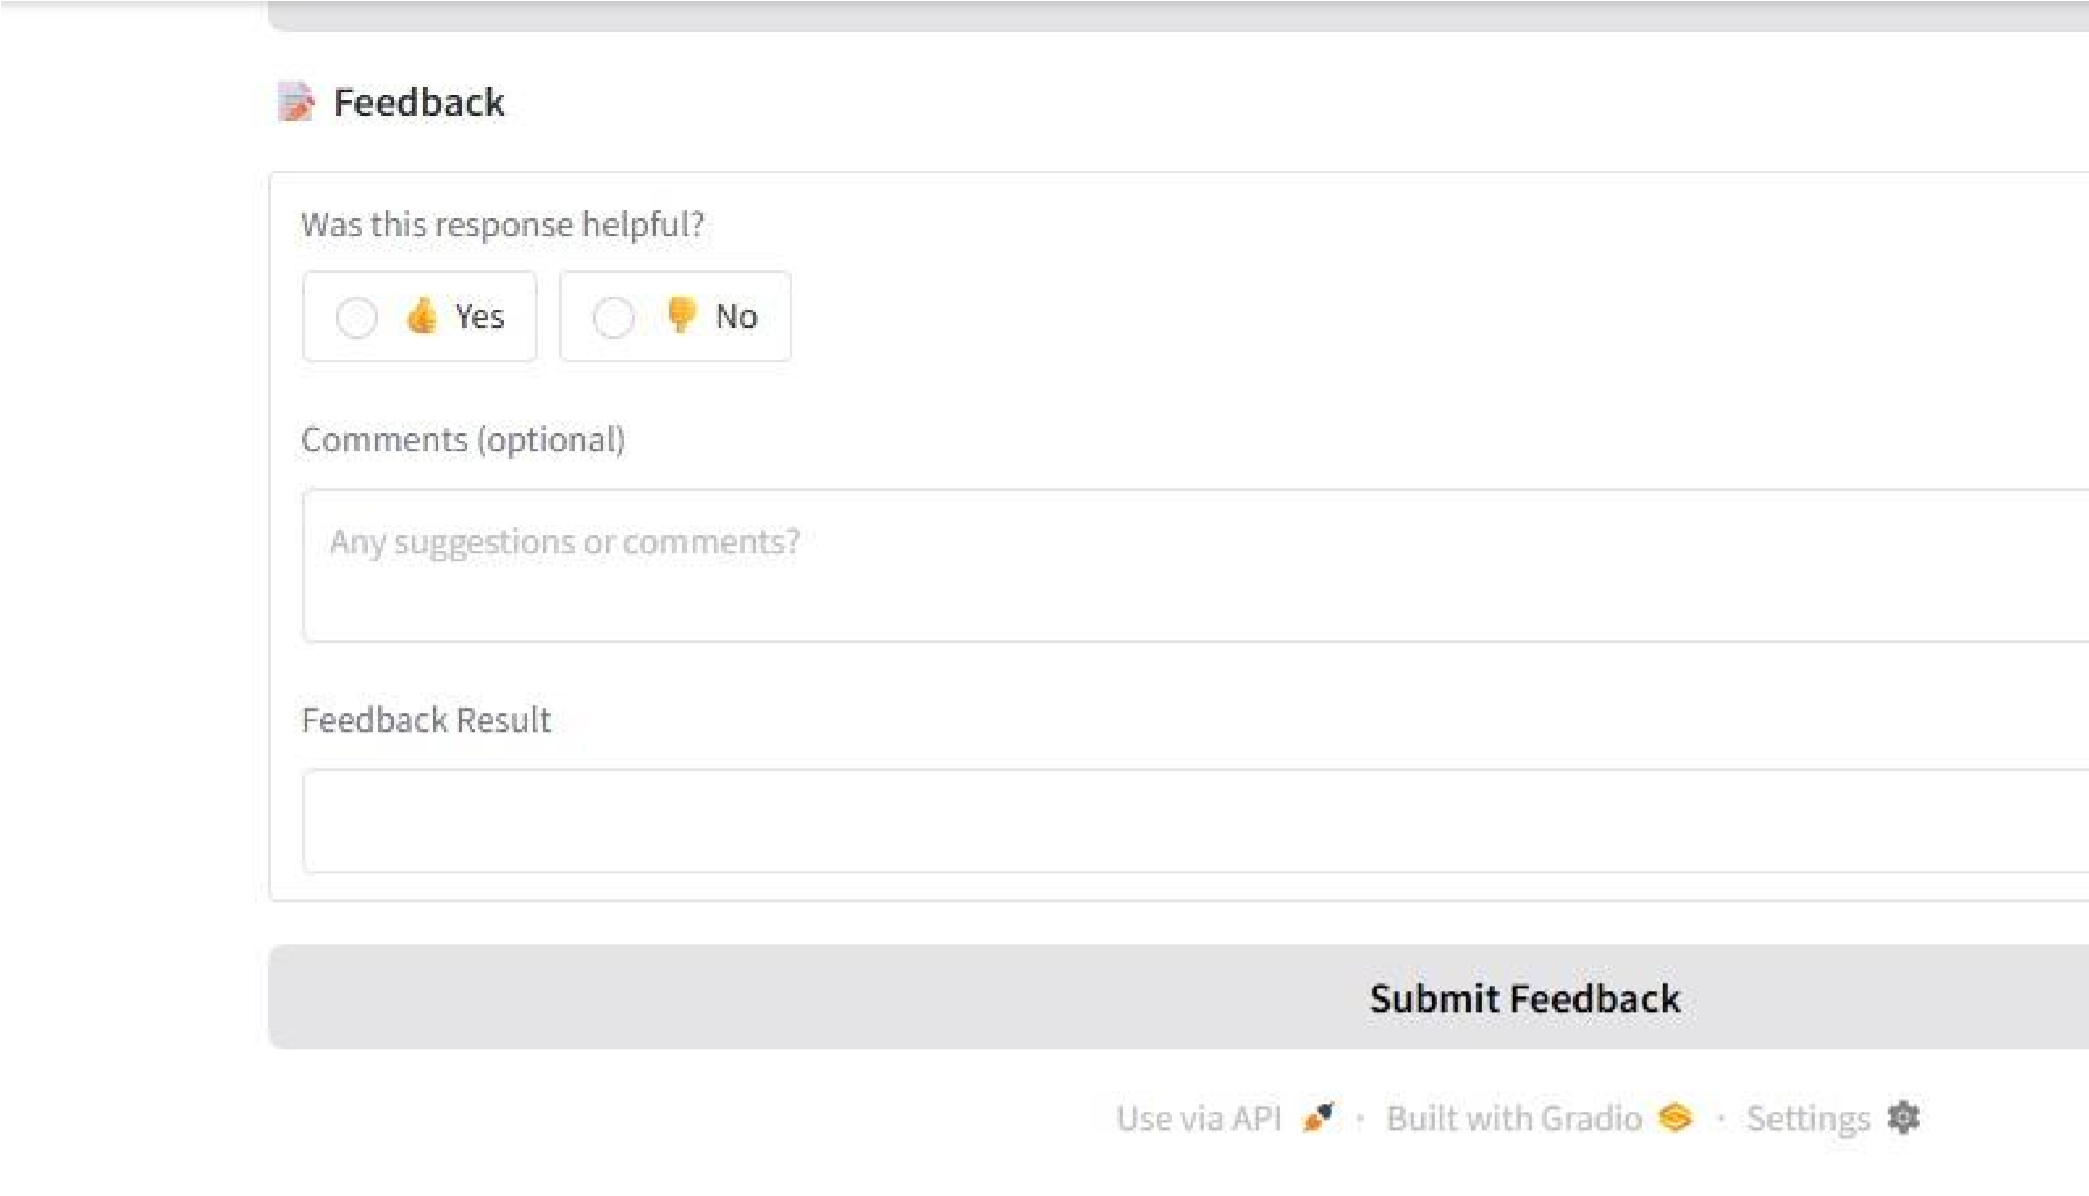 Feedback
Was this response helpful?
Yes No
Comments (optional)
Any suggestions or comments?
Feedback Result
Submit Feedback
Use via API · Built with Gradio · Settings